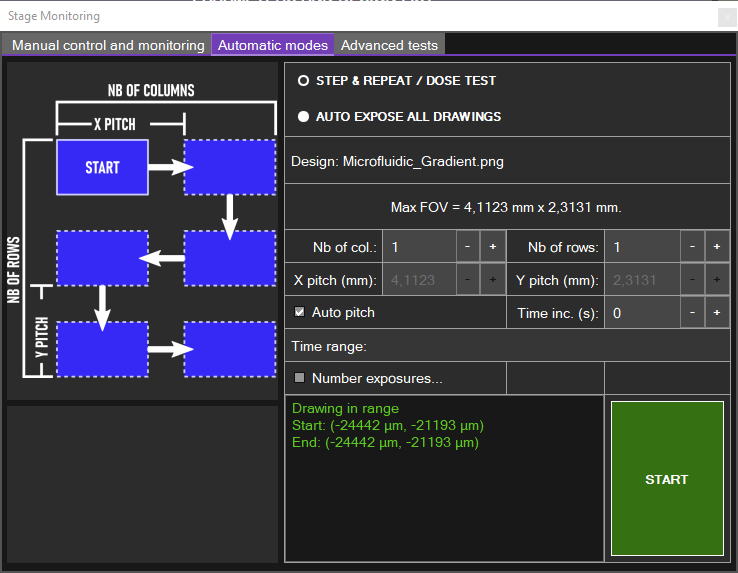 Stage Monitoring
Manual control and monitoring
Automatic modes
Advanced tests
NB OF COLUMNS
X PITCH
START
NB OF ROWS
Y PITCH
STEP & REPEAT / DOSE TEST
AUTO EXPOSE ALL DRAWINGS
Design: Microfluidic_Gradient.png
Max FOV = 4,1123 mm x 2,3131 mm.
Nb of col.: 1 - + Nb of rows: 1 - +
X pitch (mm): 4,1123 - + Y pitch (mm): 2,3131 - +
Auto pitch Time inc. (s): 0 - +
Time range:
Number exposures...
Drawing in range
Start: (-24442 µm, -21193 µm)
End: (-24442 µm, -21193 µm)
START